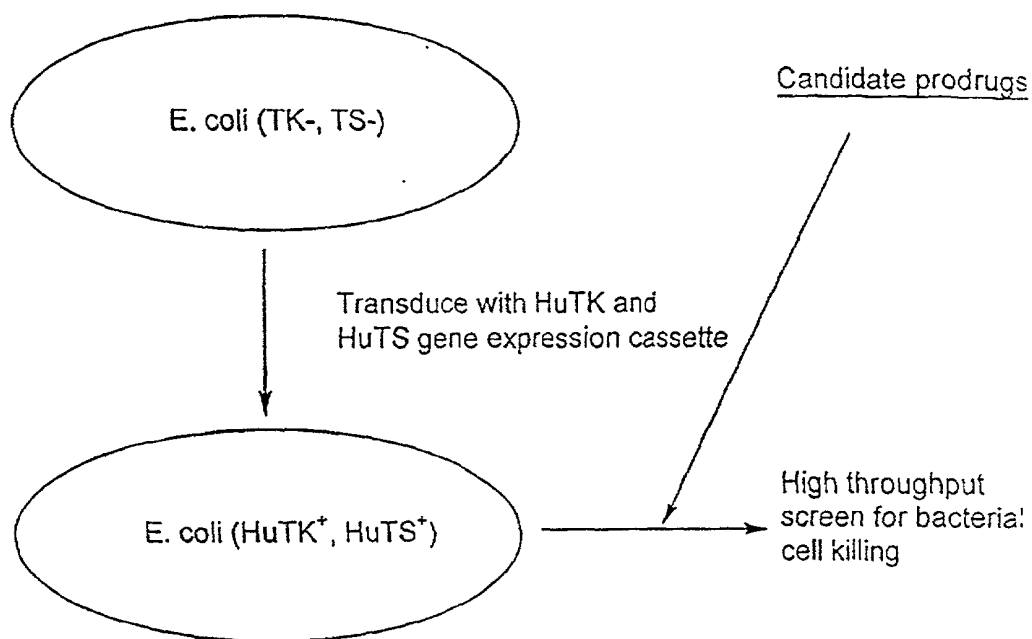 E. coli (TK-, TS-)
Candidate prodrugs
Transduce with HuTK and
HuTS gene expression cassette
E. coli (HuTK⁺, HuTS⁺)
High throughput
screen for bacterial
cell killing